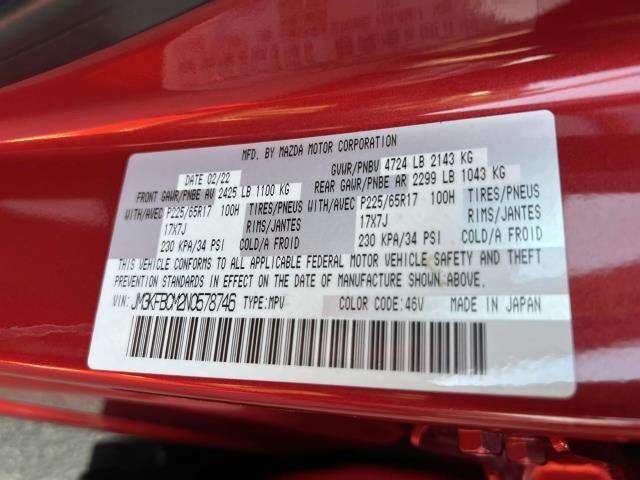 MFD. BY MAZDA MOTOR CORPORATION
DATE 02/22 GVWR/PNBV 4724 LB 2143 KG
FRONT GAWR/PNBE AV 2425 LB 1100 KG REAR GAWR/PNBE AR 2299 LB 1043 KG
WITH/AVEC P225/65R17 100H TIRES/PNEUS WITH/AVEC P225/65R17 100H TIRES/PNEUS
17X7J RIMS/JANTES 17X7J RIMS/JANTES
230 KPA/34 PSI COLD/A FROID 230 KPA/34 PSI COLD/A FROID
THIS VEHICLE CONFORMS TO ALL APPLICABLE FEDERAL MOTOR VEHICLE SAFETY AND THEFT
PREVENTION STANDARDS IN EFFECT ON THE DATE OF MANUFACTURE SHOWN ABOVE.
VIN: JM3KFBCM2N0578746 TYPE:MPV COLOR CODE:46V MADE IN JAPAN